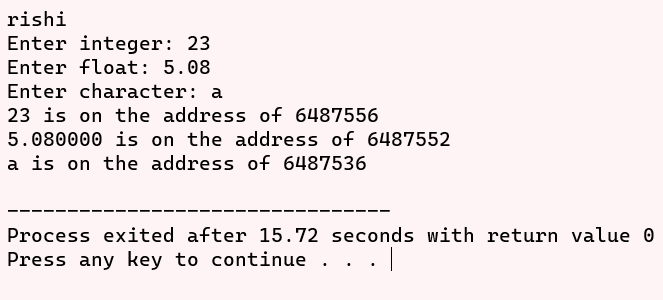 rishi
Enter integer: 23
Enter float: 5.08
Enter character: a
23 is on the address of 6487556
5.080000 is on the address of 6487552
a is on the address of 6487536
--------------------------------
Process exited after 15.72 seconds with return value 0
Press any key to continue . . .